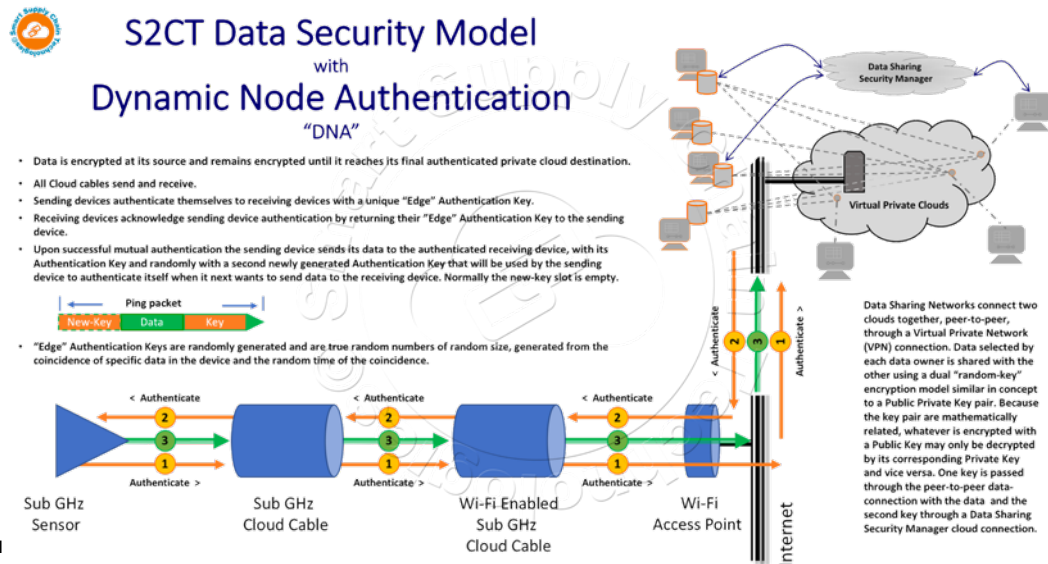 S2CT Data Security Model
with
Dynamic Node Authentication
“DNA”
• Data is encrypted at its source and remains encrypted until it reaches its final authenticated private cloud destination.
• All Cloud cables send and receive.
• Sending devices authenticate themselves to receiving devices with a unique “Edge” Authentication Key.
• Receiving devices acknowledge sending device authentication by returning their “Edge” Authentication Key to the sending
device.
• Upon successful mutual authentication the sending device sends its data to the authenticated receiving device, with its
Authentication Key and randomly with a second newly generated Authentication Key that will be used by the sending
device to authenticate itself when it next wants to send data to the receiving device. Normally the new-key slot is empty.
Ping packet
New-Key Data Key
• “Edge” Authentication Keys are randomly generated and are true random numbers of random size, generated from the
coincidence of specific data in the device and the random time of the coincidence.
Data Sharing
Security Manager
Virtual Private Clouds
< Authenticate
2
3
1
Authenticate >
Data Sharing Networks connect two
clouds together, peer-to-peer,
through a Virtual Private Network
(VPN) connection. Data selected by
each data owner is shared with the
other using a dual “random-key”
encryption model similar in concept
to a Public Private Key pair. Because
the key pair are mathematically
related, whatever is encrypted with
a Public Key may only be decrypted
by its corresponding Private Key
and vice versa. One key is passed
through the peer-to-peer data-
connection with the data and the
second key through a Data Sharing
Security Manager cloud connection.
< Authenticate
2
3
1
Authenticate >
< Authenticate
2
3
1
Authenticate >
< Authenticate
2
3
1
Authenticate >
Sub GHz
Sensor
Sub GHz
Cloud Cable
Wi-Fi Enabled
Sub GHz
Cloud Cable
Wi-Fi
Access Point
Internet
Smart Supply Chain
Technologies